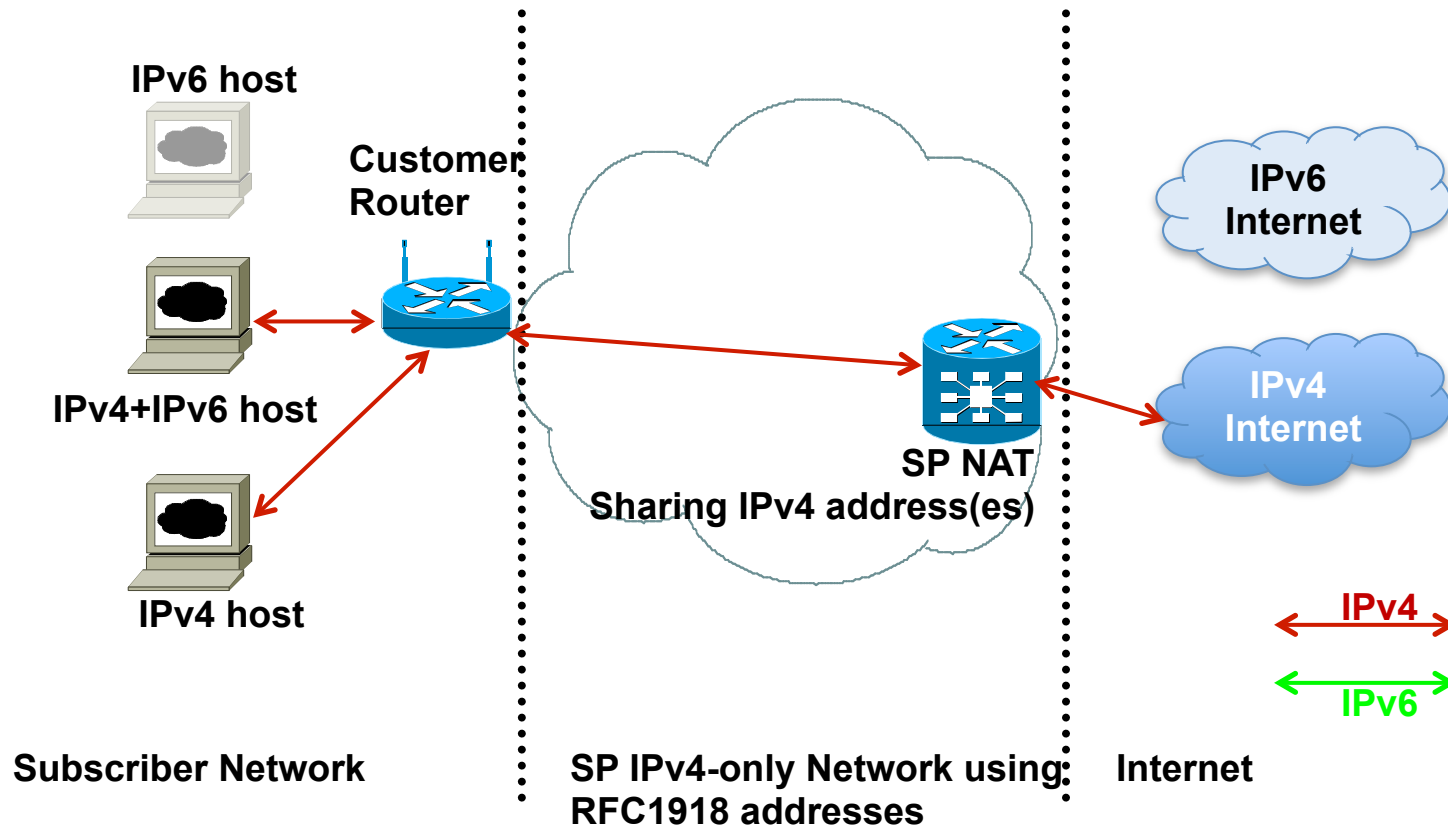 IPv6 host
Customer
Router
IPv6
Internet
IPv4+IPv6 host
IPv4
Internet
SP NAT
Sharing IPv4 address(es)
IPv4 host
IPv4
IPv6
Subscriber Network
SP IPv4-only Network using
RFC1918 addresses
Internet